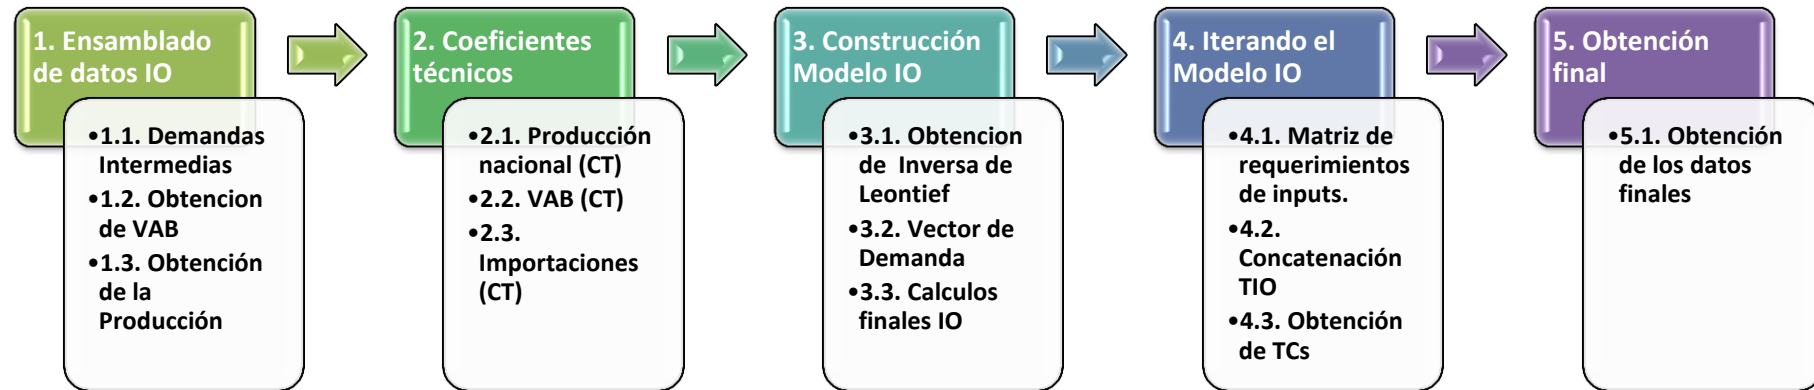 1. Ensamblado
de datos IO
•1.1. Demandas
Intermedias
•1.2. Obtencion
de VAB
•1.3. Obtención
de la
Producción
2. Coeficientes
técnicos
•2.1. Producción
nacional (CT)
•2.2. VAB (CT)
•2.3.
Importaciones
(CT)
3. Construcción
Modelo IO
•3.1. Obtencion
de Inversa de
Leontief
•3.2. Vector de
Demanda
•3.3. Calculos
finales IO
4. Iterando el
Modelo IO
•4.1. Matriz de
requerimientos
de inputs.
•4.2.
Concatenación
TIO
•4.3. Obtención
de TCs
5. Obtención
final
•5.1. Obtención
de los datos
finales